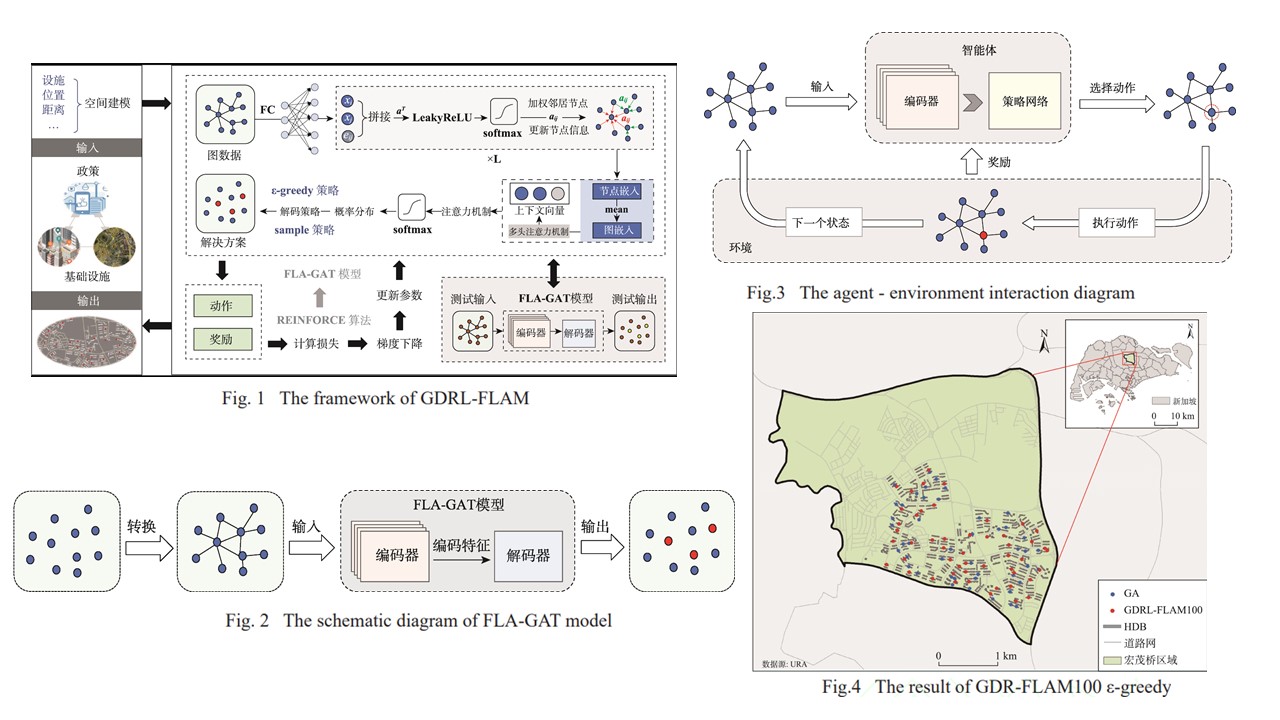 设施
位置
距离
…
空间建模
输入
政策
基础设施
输出
图数据
FC
拼接
aᵀ
LeakyReLU
softmax
加权邻居节点
aᵢⱼ
更新节点信息
aᵢⱼ
aᵢⱼ
aᵢⱼ
×L
解决方案
ε-greedy 策略
解码策略
概率分布
sample 策略
softmax
注意力机制
上下文向量
多头注意力机制
节点嵌入
mean
图嵌入
动作
奖励
FLA-GAT 模型
REINFORCE 算法
计算损失
梯度下降
更新参数
测试输入
FLA-GAT模型
测试输出
编码器
解码器
Fig. 1 The framework of GDRL-FLAM
转换
输入
FLA-GAT模型
编码器
编码特征
解码器
输出
Fig. 2 The schematic diagram of FLA-GAT model
输入
智能体
编码器
策略网络
选择动作
奖励
下一个状态
执行动作
环境
Fig.3 The agent - environment interaction diagram
N
N
新加坡
0 10 km
GA
GDRL-FLAM100
HDB
道路网
宏茂桥区域
数据源: URA
0 1 km
Fig.4 The result of GDR-FLAM100 ε-greedy